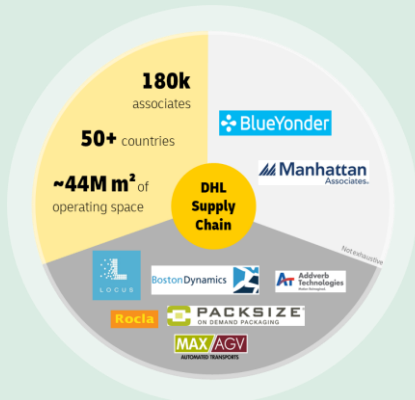 180k
associates
50+ countries
~44M m² of
operating space
BlueYonder
Manhattan
Associates.
DHL
Supply
Chain
Not exhaustive
LOCUS
BostonDynamics
Addverb
Technologies
Rocla
PACKSIZE
ON DEMAND PACKAGING
MAX AGV
AUTOMATED TRANSPORTS